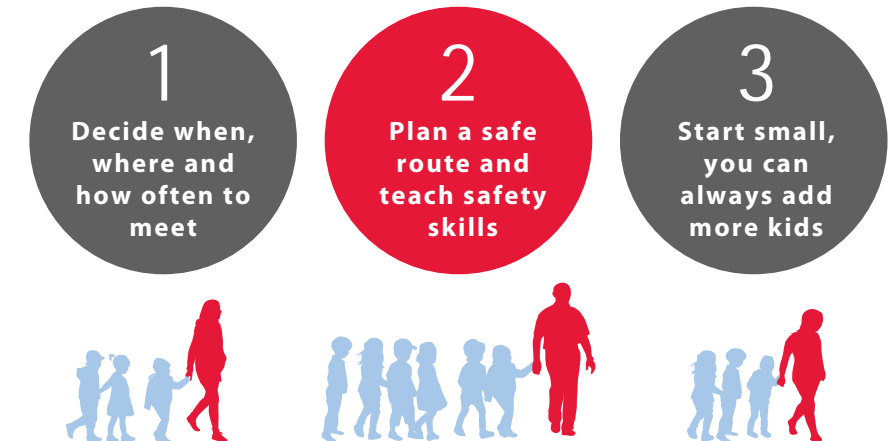 1
Decide when,
where and
how often to
meet
2
Plan a safe
route and
teach safety
skills
3
Start small,
you can
always add
more kids